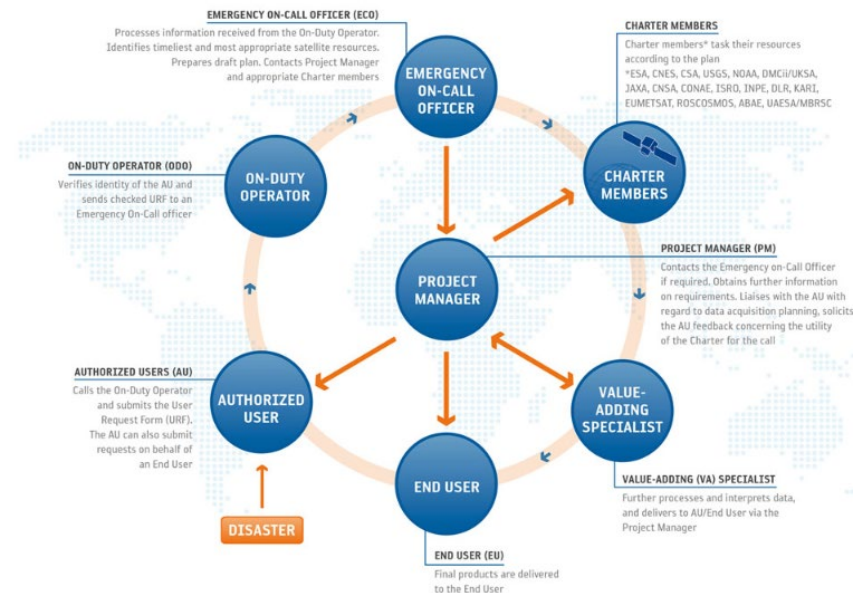 EMERGENCY ON-CALL OFFICER (ECO)
Processes information received from the On-Duty Operator.
Identifies timeliest and most appropriate satellite resources.
Prepares draft plan. Contacts Project Manager
and appropriate Charter members
EMERGENCY
ON-CALL
OFFICER
CHARTER MEMBERS
Charter members* task their resources
according to the plan
*ESA, CNES, CSA, USGS, NOAA, DMCii/UKSA,
JAXA, CNSA, CONAE, ISRO, INPE, DLR, KARI,
EUMETSAT, ROSCOSMOS, ABAE, UAESA/MBRSC
ON-DUTY OPERATOR (ODO)
Verifies identity of the AU and
sends checked URF to an
Emergency On-Call officer
ON-DUTY
OPERATOR
CHARTER
MEMBERS
PROJECT
MANAGER
PROJECT MANAGER (PM)
Contacts the Emergency on-Call Officer
if required. Obtains further information
on requirements. Liaises with the AU with
regard to data acquisition planning, solicits
the AU feedback concerning the utility
of the Charter for the call
AUTHORIZED USERS (AU)
Calls the On-Duty Operator
and submits the User
Request Form (URF).
The AU can also submit
requests on behalf of
an End User
AUTHORIZED
USER
VALUE-
ADDING
SPECIALIST
END USER
DISASTER
VALUE-ADDING (VA) SPECIALIST
Further processes and interprets data,
and delivers to AU/End User via the
Project Manager
END USER (EU)
Final products are delivered
to the End User